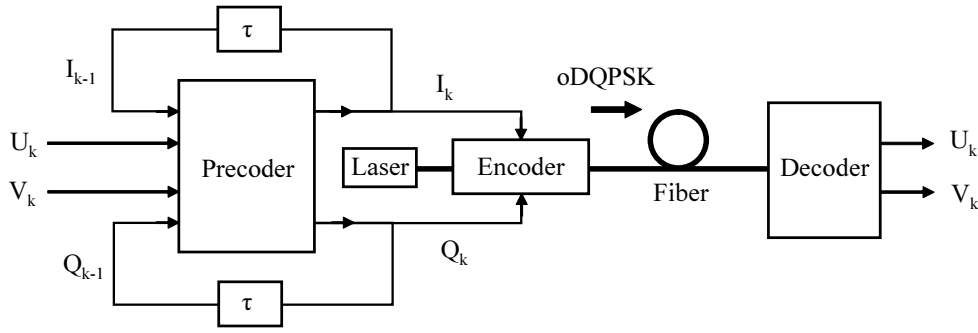 τ
I_{k-1}
I_k
oDQPSK
U_k
V_k
Precoder
Laser
Encoder
Fiber
Decoder
U_k
V_k
Q_{k-1}
Q_k
τ